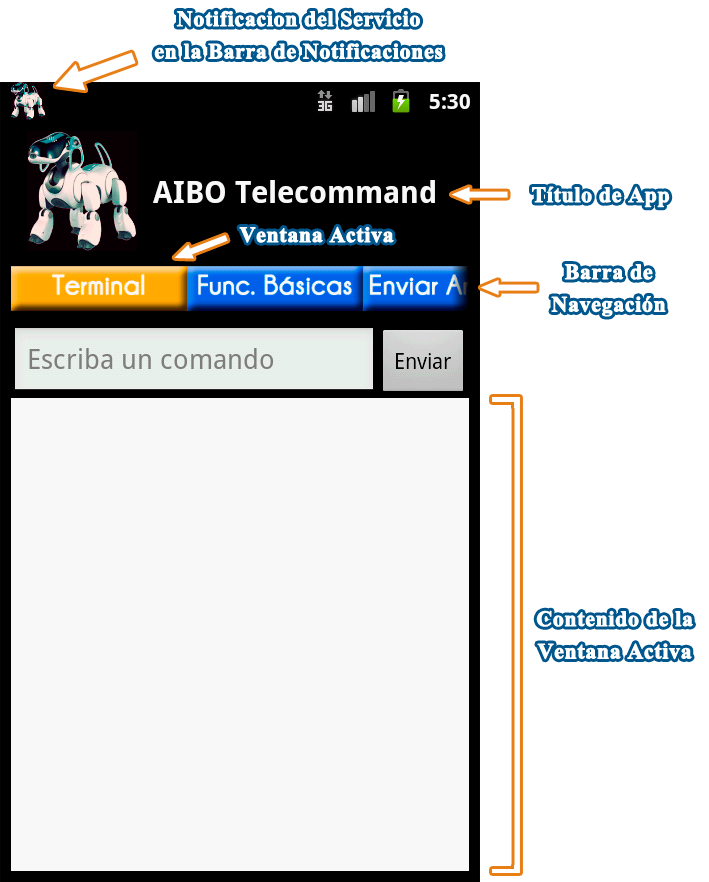 Notificacion del Servicio
en la Barra de Notificaciones
3G 5:30
AIBO Telecommand
Título de App
Ventana Activa
Terminal Func. Básicas Enviar Ar
Barra de
Navegación
Escriba un comando Enviar
Contenido de la
Ventana Activa